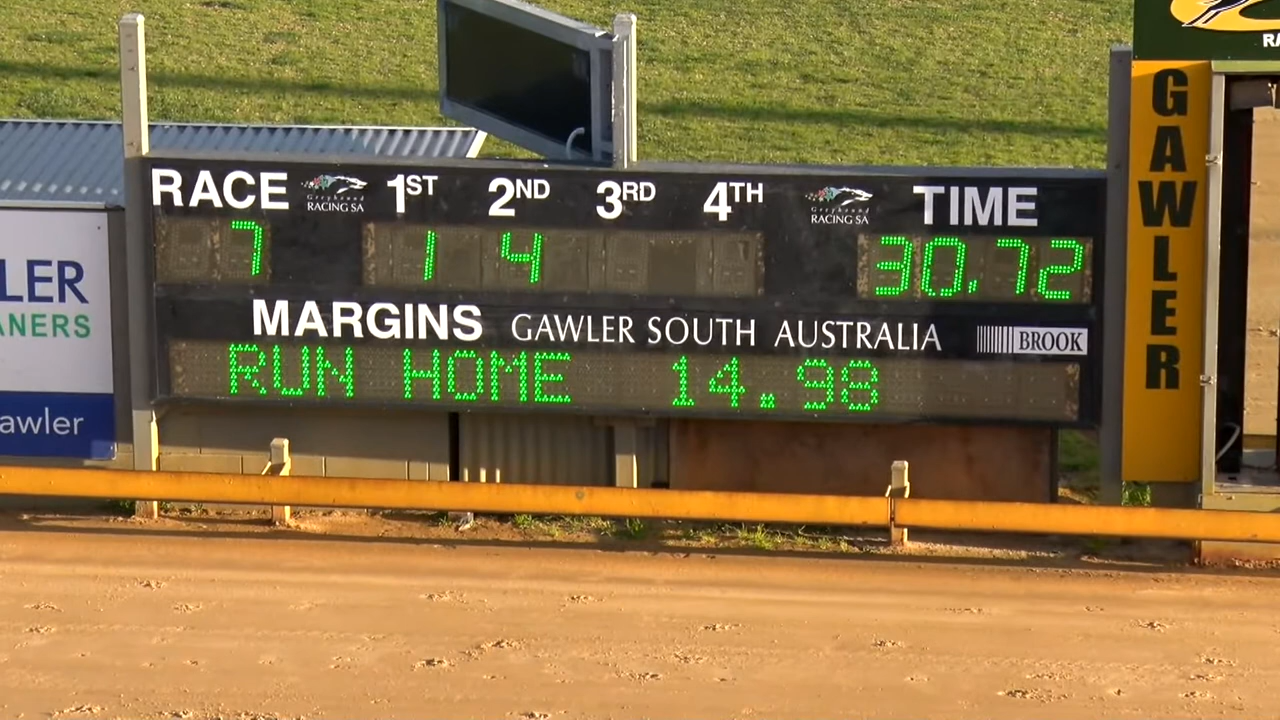 RA
GAWLER
RACE Greyhound RACING SA 1ST 2ND 3RD 4TH Greyhound RACING SA TIME
7 1 4 30.72
MARGINS GAWLER SOUTH AUSTRALIA BROOK
RUN HOME 14.98
LER
ANERS
awler